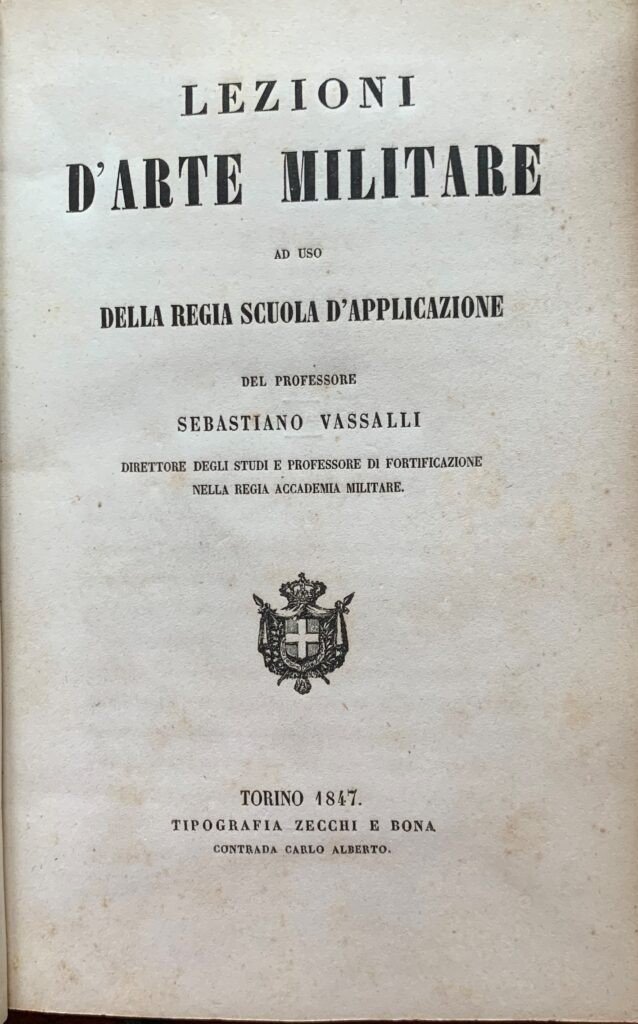 LEZIONI
D'ARTE MILITARE
AD USO
DELLA REGIA SCUOLA D'APPLICAZIONE
DEL PROFESSORE
SEBASTIANO VASSALLI
DIRETTORE DEGLI STUDI E PROFESSORE DI FORTIFICAZIONE
NELLA REGIA ACCADEMIA MILITARE.
TORINO 1847.
TIPOGRAFIA ZECCHI E BONA
CONTRADA CARLO ALBERTO.